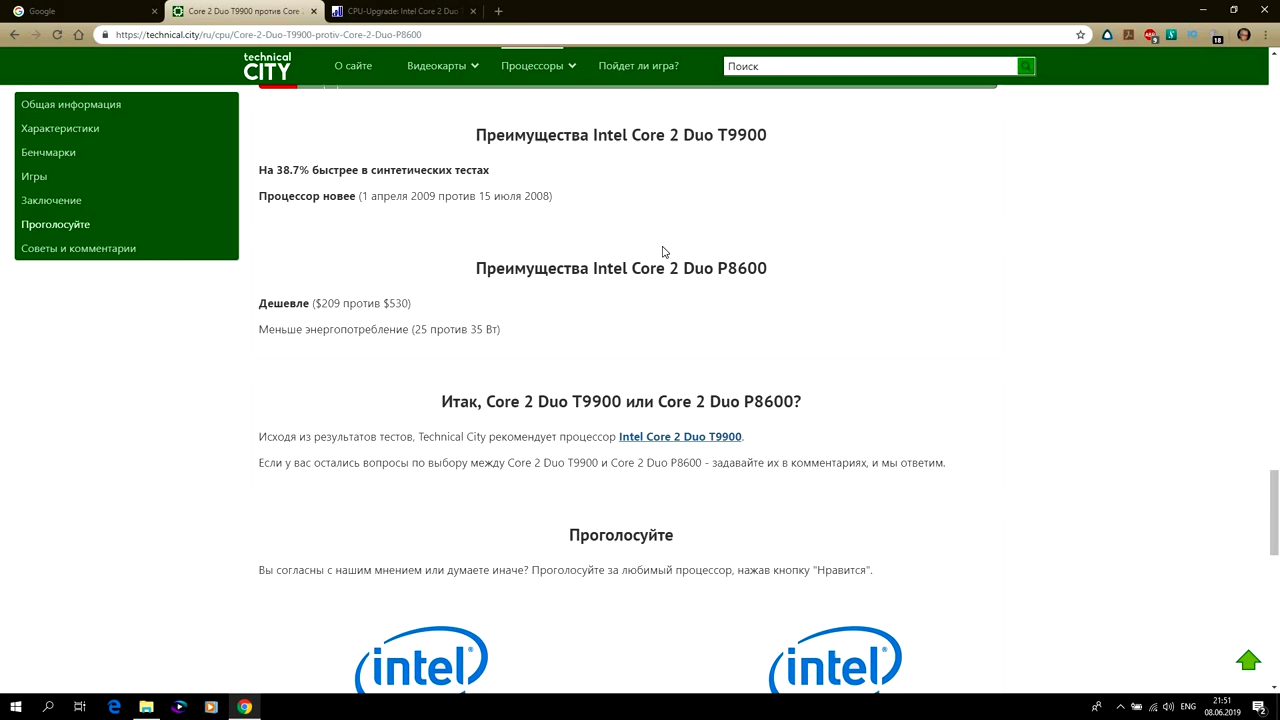 Google
Core 2 Duo T9900 против Core
CPU-Upgrade: Intel Core 2 Duo
https://technical.city/ru/cpu/Core-2-Duo-T9900-protiv-Core-2-Duo-P8600
9
18
technical
CITY
О сайте
Видеокарты
Процессоры
Пойдет ли игра?
Поиск
Общая информация
Характеристики
Бенчмарки
Игры
Заключение
Проголосуйте
Советы и комментарии
Преимущества Intel Core 2 Duo T9900
На 38.7% быстрее в синтетических тестах
Процессор новее (1 апреля 2009 против 15 июля 2008)
Преимущества Intel Core 2 Duo P8600
Дешевле ($209 против $530)
Меньше энергопотребление (25 против 35 Вт)
Итак, Core 2 Duo T9900 или Core 2 Duo P8600?
Исходя из результатов тестов, Technical City рекомендует процессор Intel Core 2 Duo T9900.
Если у вас остались вопросы по выбору между Core 2 Duo T9900 и Core 2 Duo P8600 - задавайте их в комментариях, и мы ответим.
Проголосуйте
Вы согласны с нашим мнением или думаете иначе? Проголосуйте за любимый процессор, нажав кнопку "Нравится".
intel®
intel®
ENG
21:51
08.06.2019
2